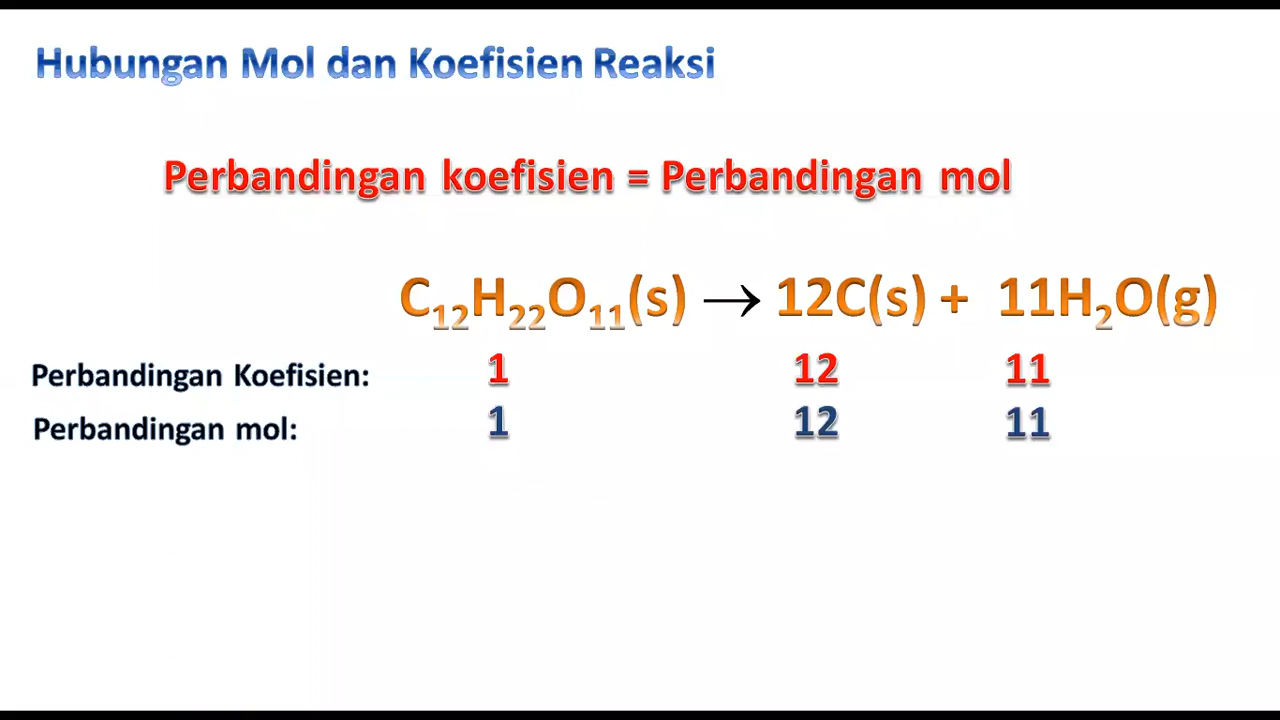 Hubungan Mol dan Koefisien Reaksi
Perbandingan koefisien = Perbandingan mol
C₁₂H₂₂O₁₁(s) → 12C(s) + 11H₂O(g)
Perbandingan Koefisien: 1 12 11
Perbandingan mol: 1 12 11